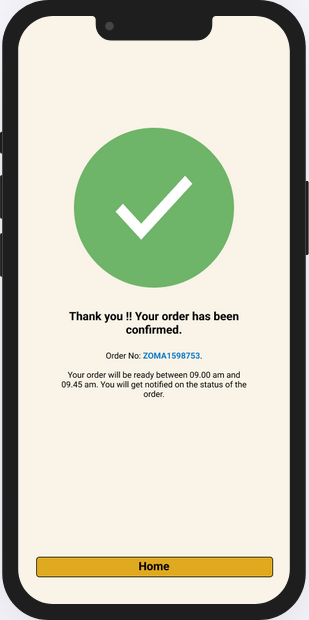 Thank you !! Your order has been
confirmed.
Order No: ZOMA1598753.
Your order will be ready between 09.00 am and
09.45 am. You will get notified on the status of the
order.
Home